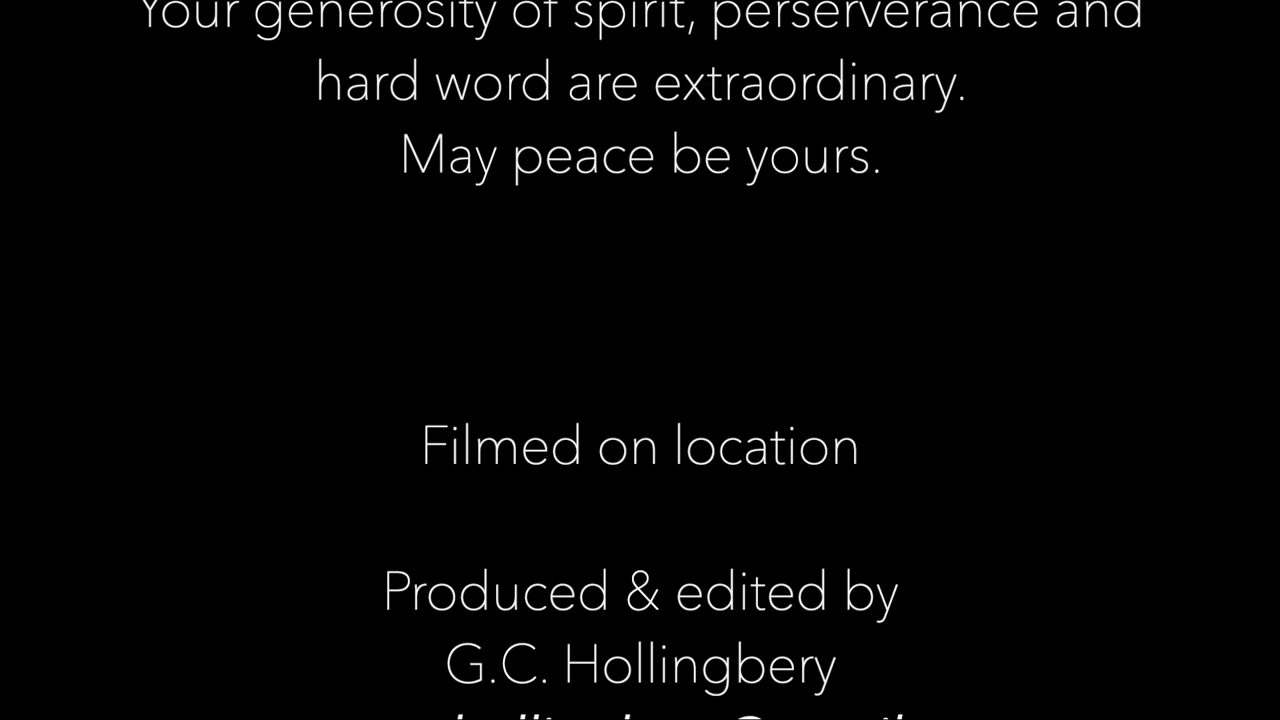 Your generosity of spirit, perserverance and
hard word are extraordinary.
May peace be yours.
Filmed on location
Produced & edited by
G.C. Hollingbery